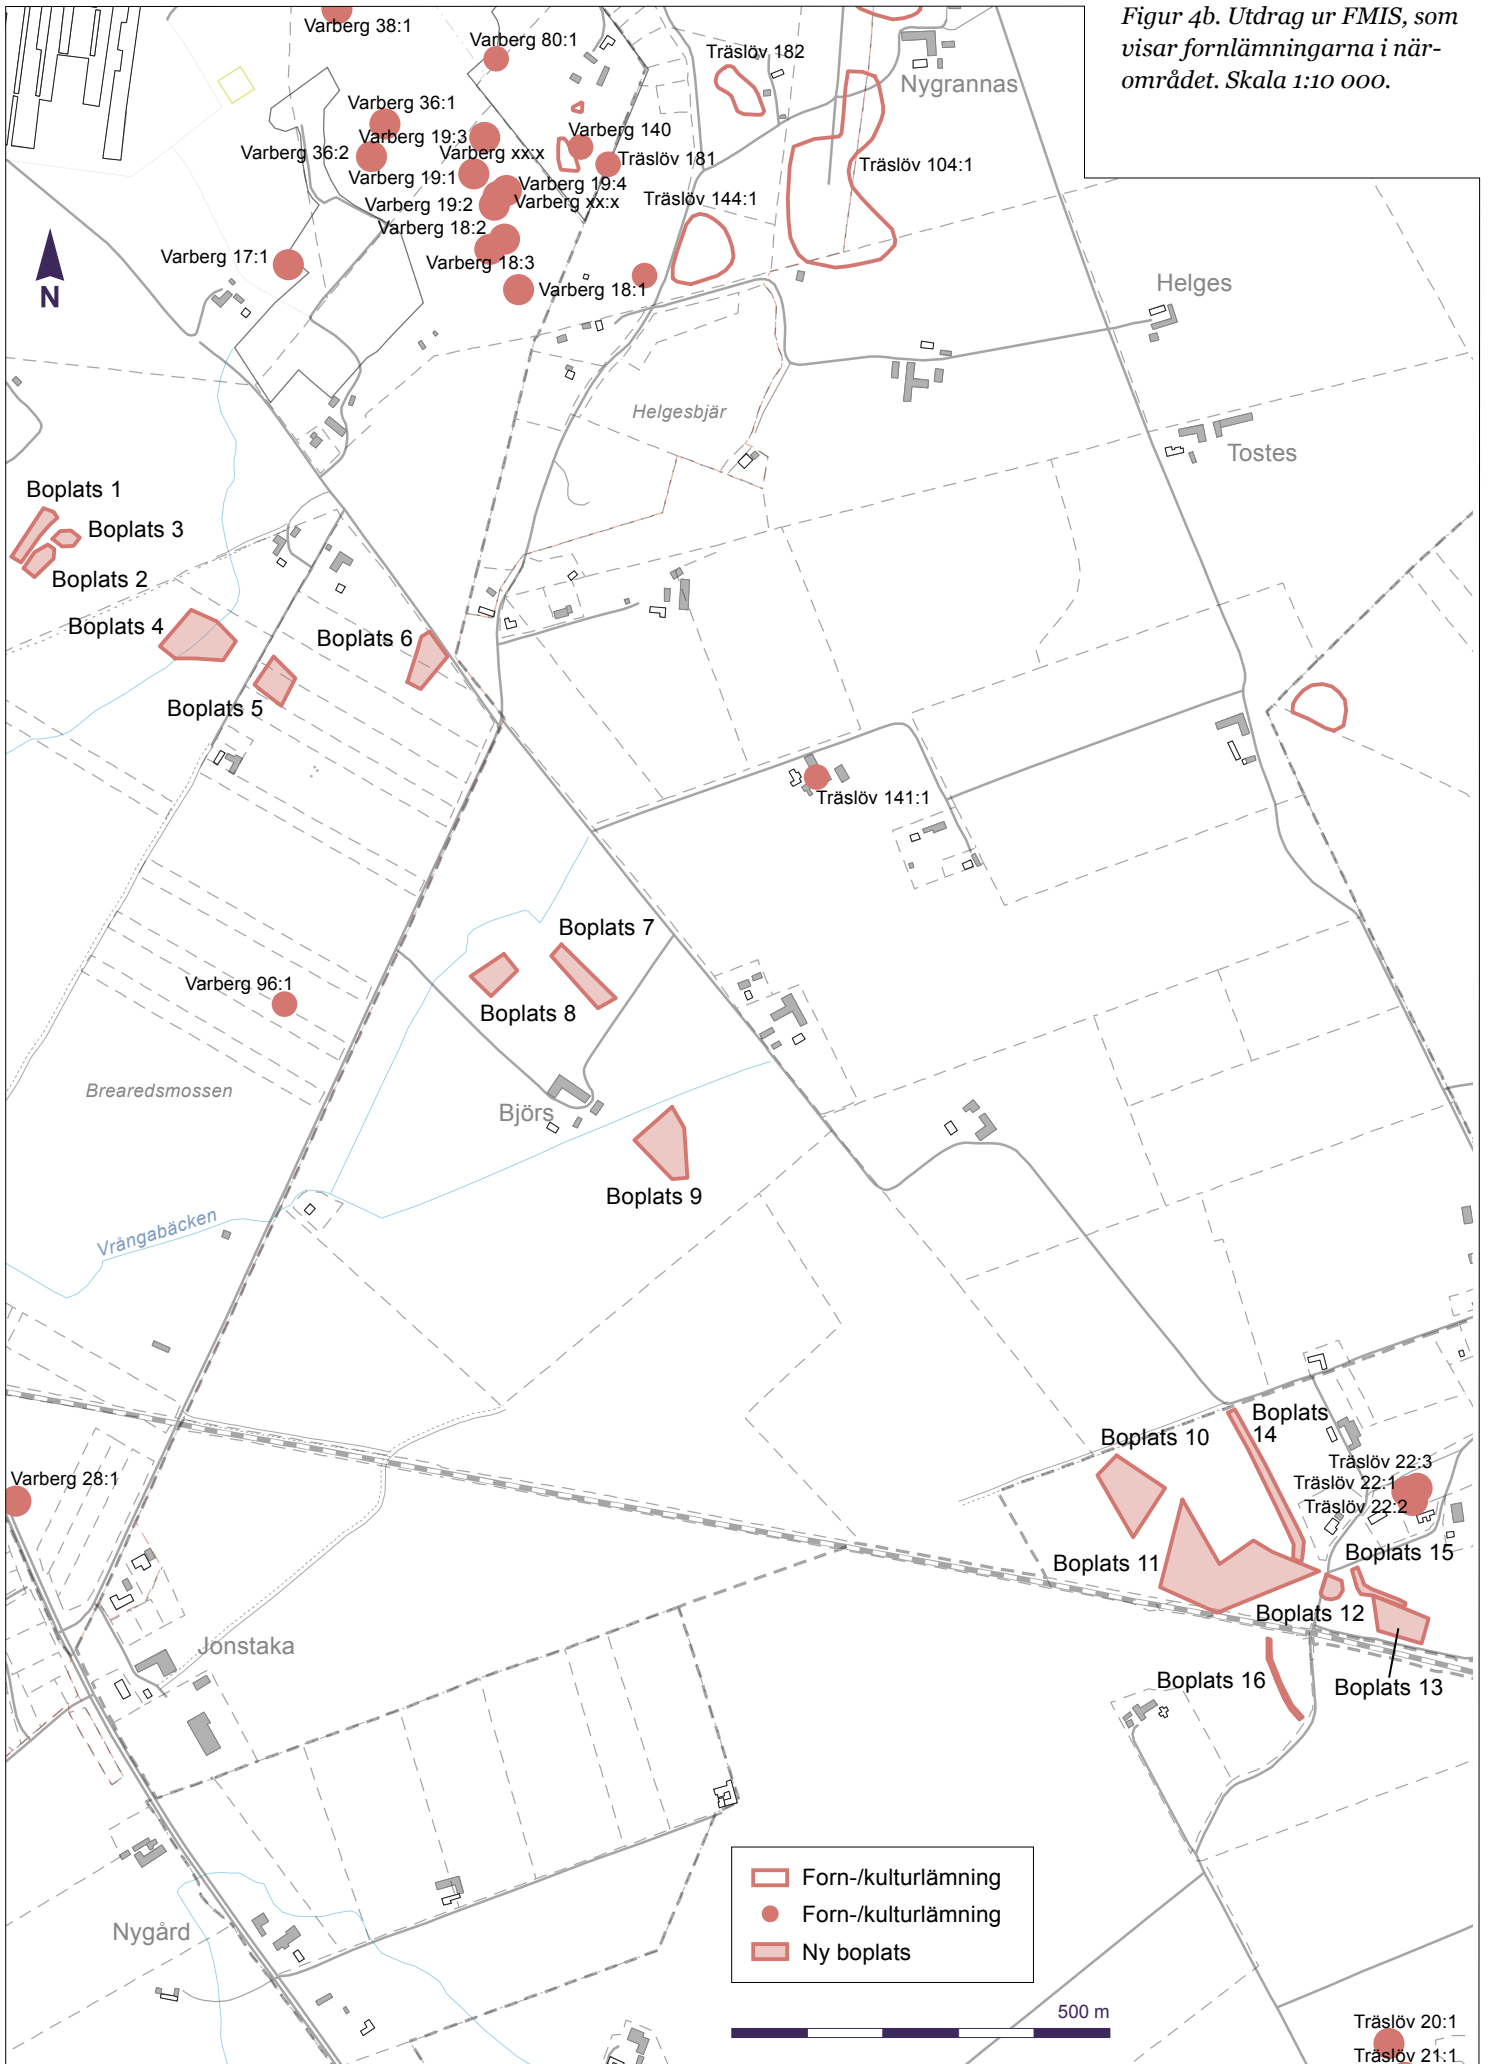 Figur 4b. Utdrag ur FMIS, som
visar fornlämningarna i när-
området. Skala 1:10 000.
Varberg 38:1
Varberg 80:1
Träslöv 182
Nygrannas
Varberg 36:1
Varberg 19:3
Varberg 140
Varberg 36:2
Varberg xx:x
Träslöv 181
Träslöv 104:1
Varberg 19:1
Varberg 19:4
Träslöv 144:1
Varberg 19:2
Varberg xx:x
Varberg 18:2
Varberg 17:1
Varberg 18:3
Varberg 18:1
N
Helges
Helgesbjär
Tostes
Boplats 1
Boplats 3
Boplats 2
Boplats 4
Boplats 6
Boplats 5
Träslöv 141:1
Boplats 7
Varberg 96:1
Boplats 8
Brearedsmossen
Björs
Boplats 9
Vrångabäcken
Boplats
14
Boplats 10
Träslöv 22:3
Varberg 28:1
Träslöv 22:1
Träslöv 22:2
Boplats 15
Boplats 11
Boplats 12
Jonstaka
Boplats 16
Boplats 13
Forn-/kulturlämning
Forn-/kulturlämning
Nygård
Ny boplats
500 m
Träslöv 20:1
Träslöv 21:1